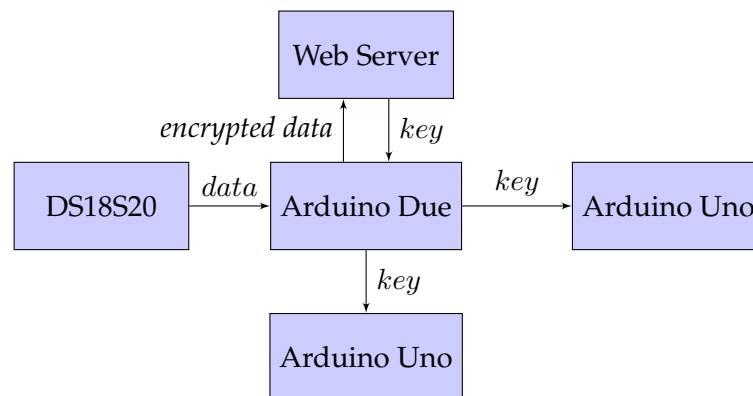 Web Server
encrypted data
key
DS18S20
data
Arduino Due
key
Arduino Uno
key
Arduino Uno